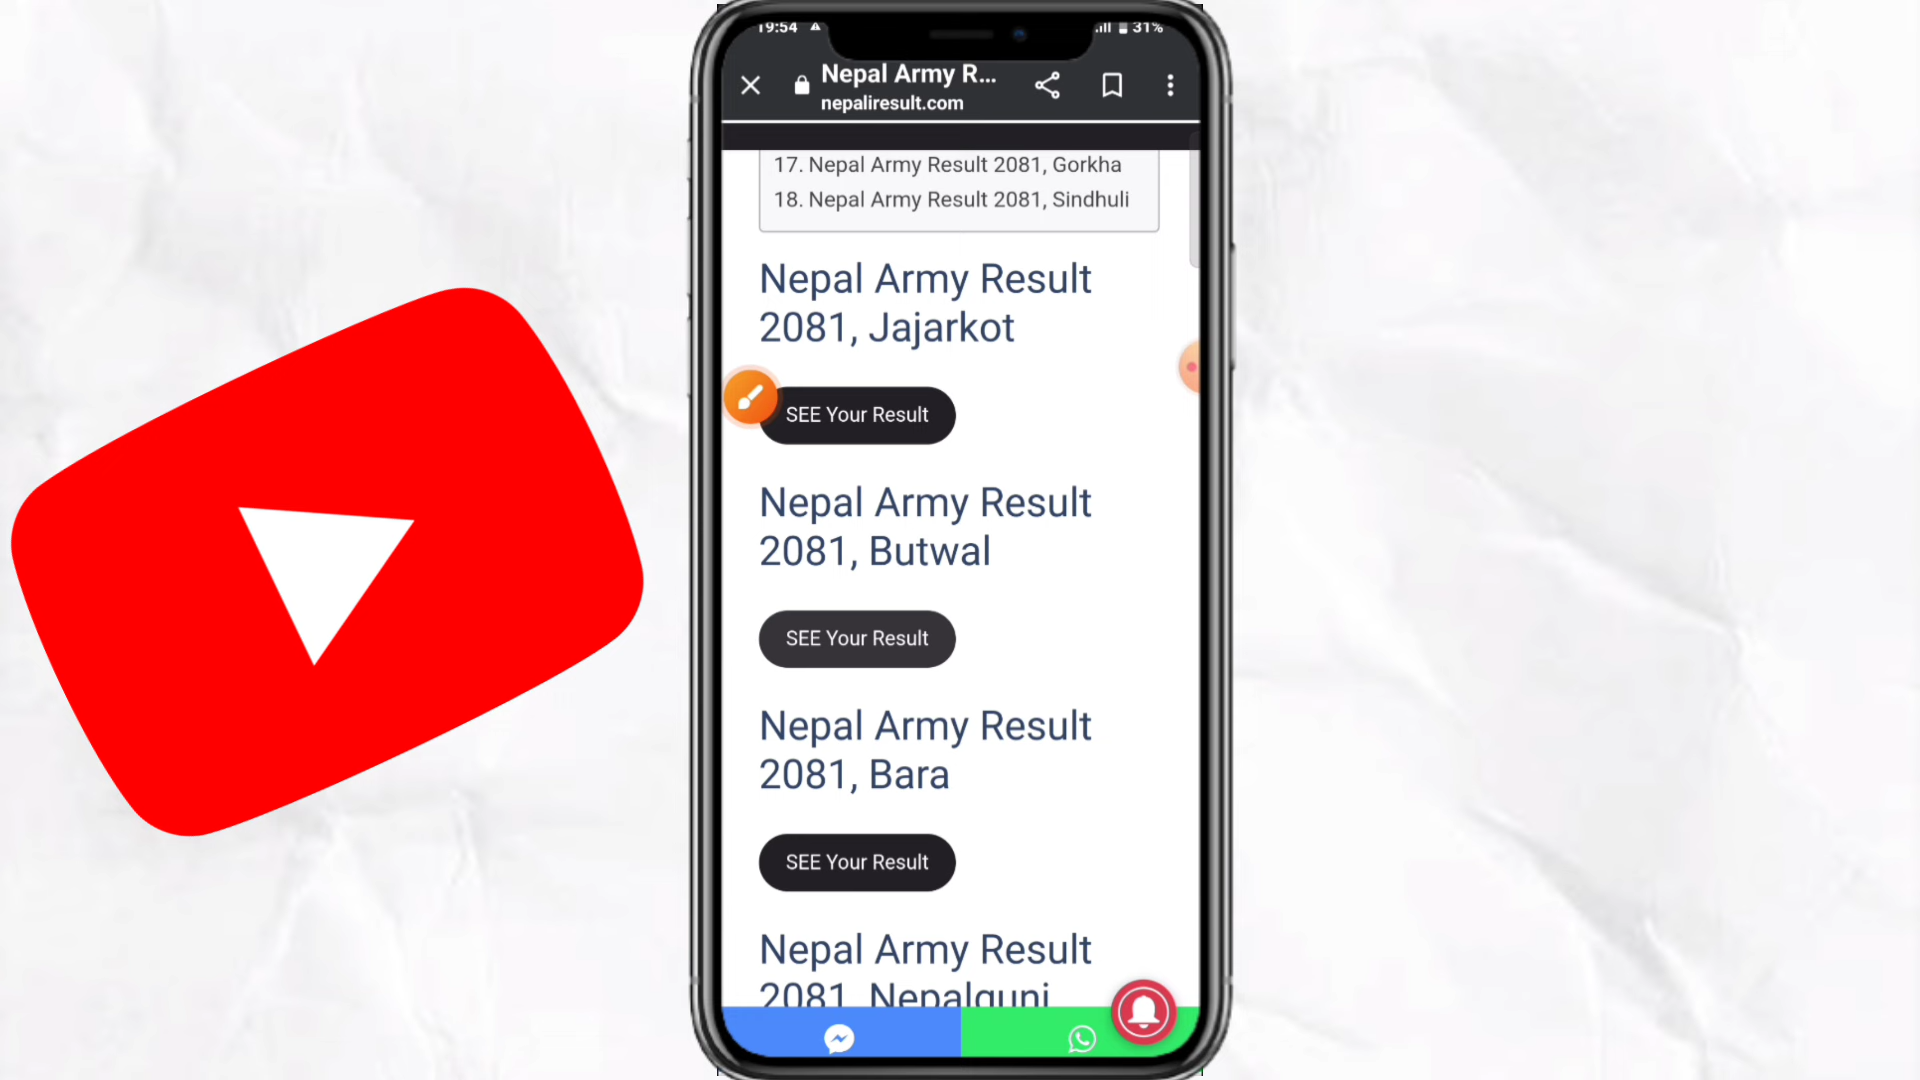 19:54
31%
Nepal Army R...
nepaliresult.com
17. Nepal Army Result 2081, Gorkha
18. Nepal Army Result 2081, Sindhuli
Nepal Army Result
2081, Jajarkot
SEE Your Result
Nepal Army Result
2081, Butwal
SEE Your Result
Nepal Army Result
2081, Bara
SEE Your Result
Nepal Army Result
2081, Nepalgunj